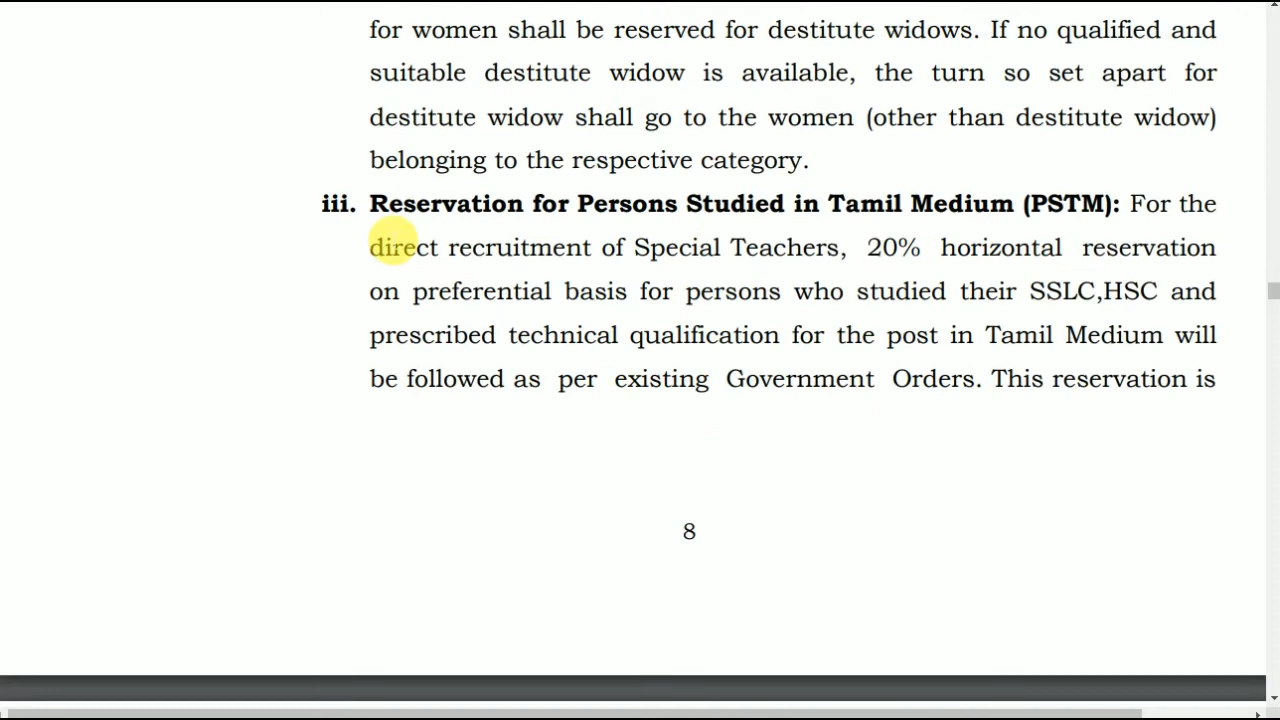 for women shall be reserved for destitute widows. If no qualified and
suitable destitute widow is available, the turn so set apart for
destitute widow shall go to the women (other than destitute widow)
belonging to the respective category.
iii. Reservation for Persons Studied in Tamil Medium (PSTM): For the
direct recruitment of Special Teachers, 20% horizontal reservation
on preferential basis for persons who studied their SSLC,HSC and
prescribed technical qualification for the post in Tamil Medium will
be followed as per existing Government Orders. This reservation is
8